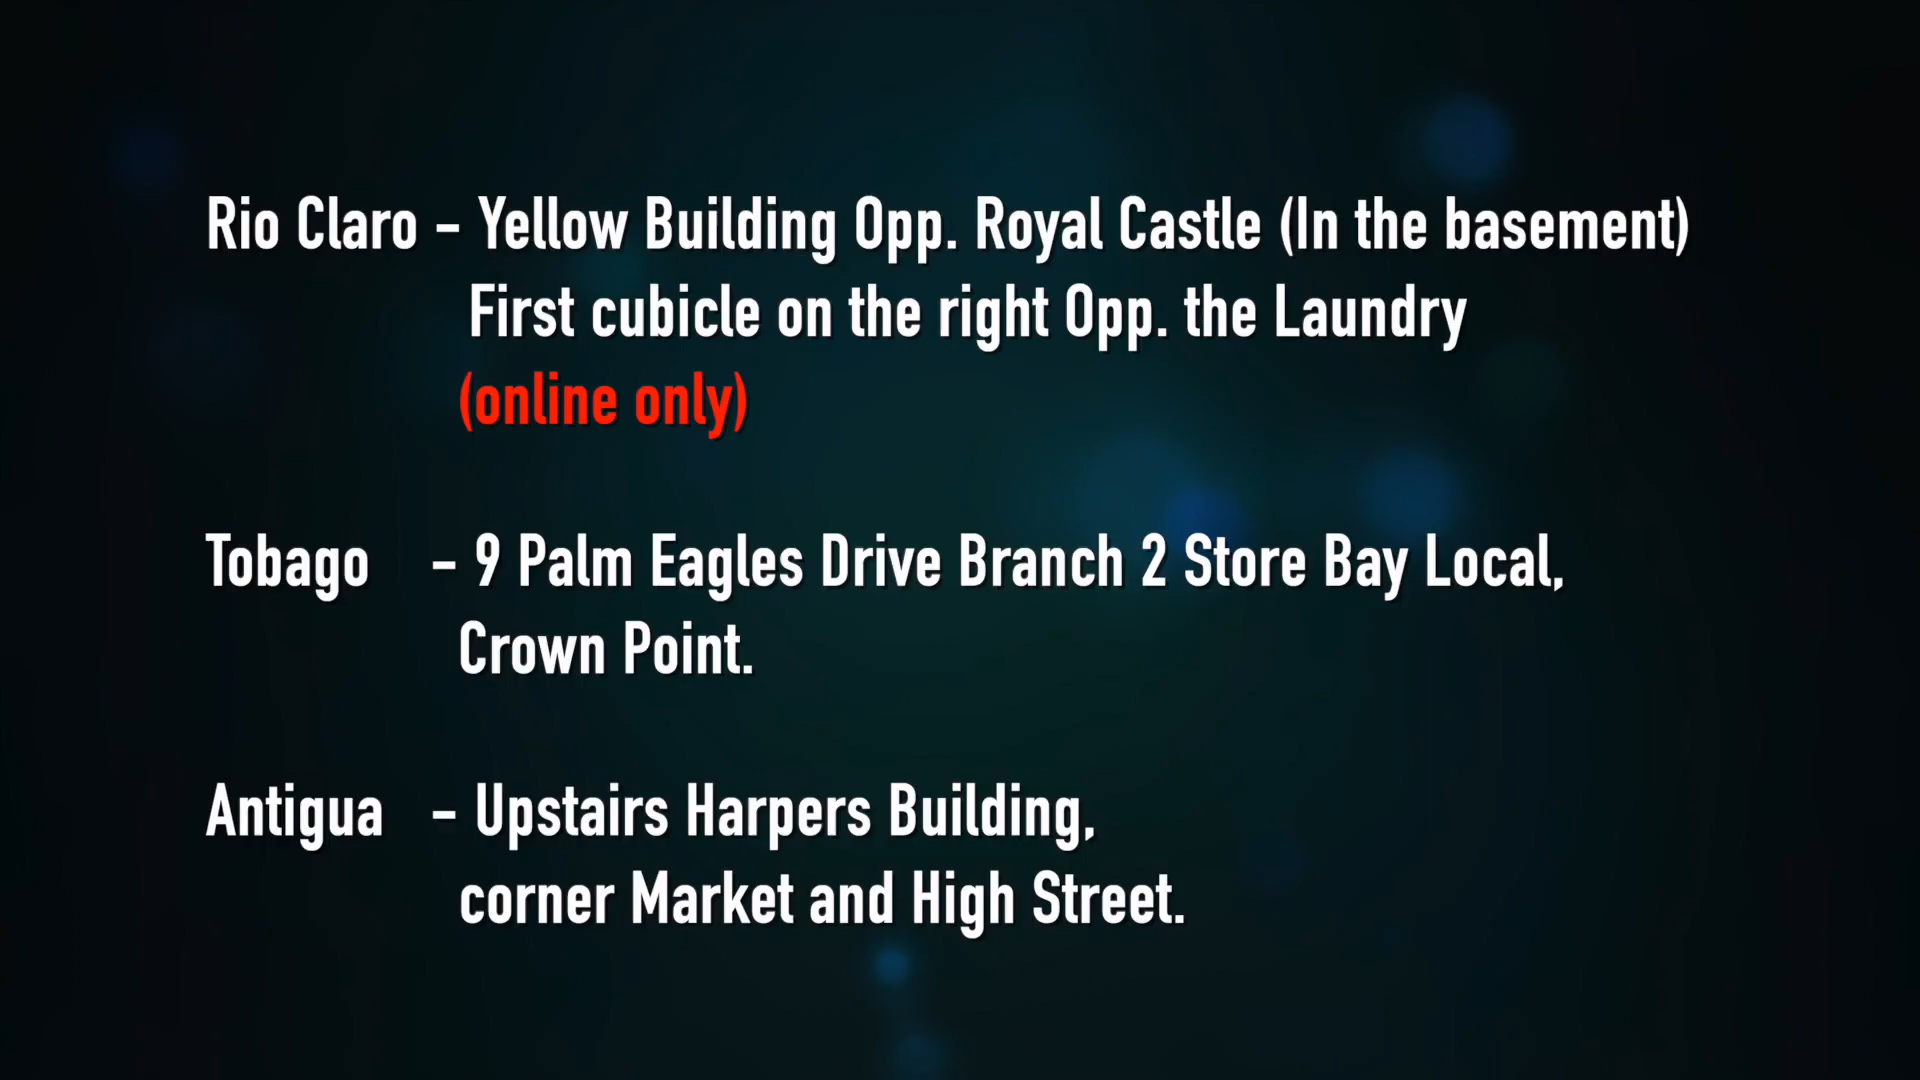 Rio Claro - Yellow Building Opp. Royal Castle (In the basement)
First cubicle on the right Opp. the Laundry
(online only)
Tobago - 9 Palm Eagles Drive Branch 2 Store Bay Local,
Crown Point.
Antigua - Upstairs Harpers Building,
corner Market and High Street.